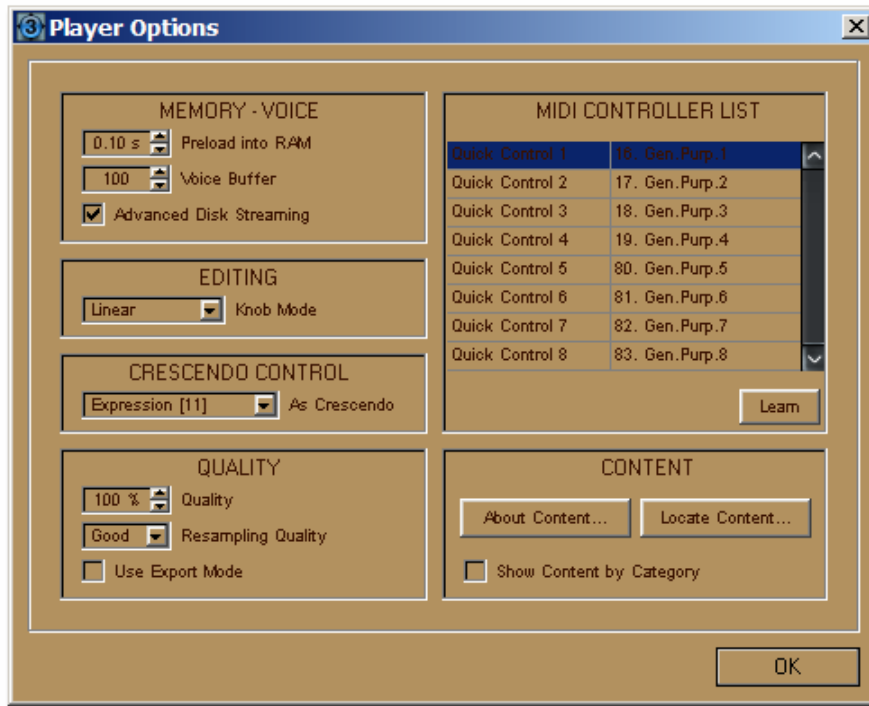 3 Player Options
MEMORY - VOICE
0.10 s Preload into RAM
100 Voice Buffer
Advanced Disk Streaming
EDITING
Linear Knob Mode
CRESCENDO CONTROL
Expression [11] As Crescendo
QUALITY
100 % Quality
Good Resampling Quality
Use Export Mode
MIDI CONTROLLER LIST
Quick Control 1 16. Gen.Purp.1
Quick Control 2 17. Gen.Purp.2
Quick Control 3 18. Gen.Purp.3
Quick Control 4 19. Gen.Purp.4
Quick Control 5 80. Gen.Purp.5
Quick Control 6 81. Gen.Purp.6
Quick Control 7 82. Gen.Purp.7
Quick Control 8 83. Gen.Purp.8
Learn
CONTENT
About Content... Locate Content...
Show Content by Category
OK